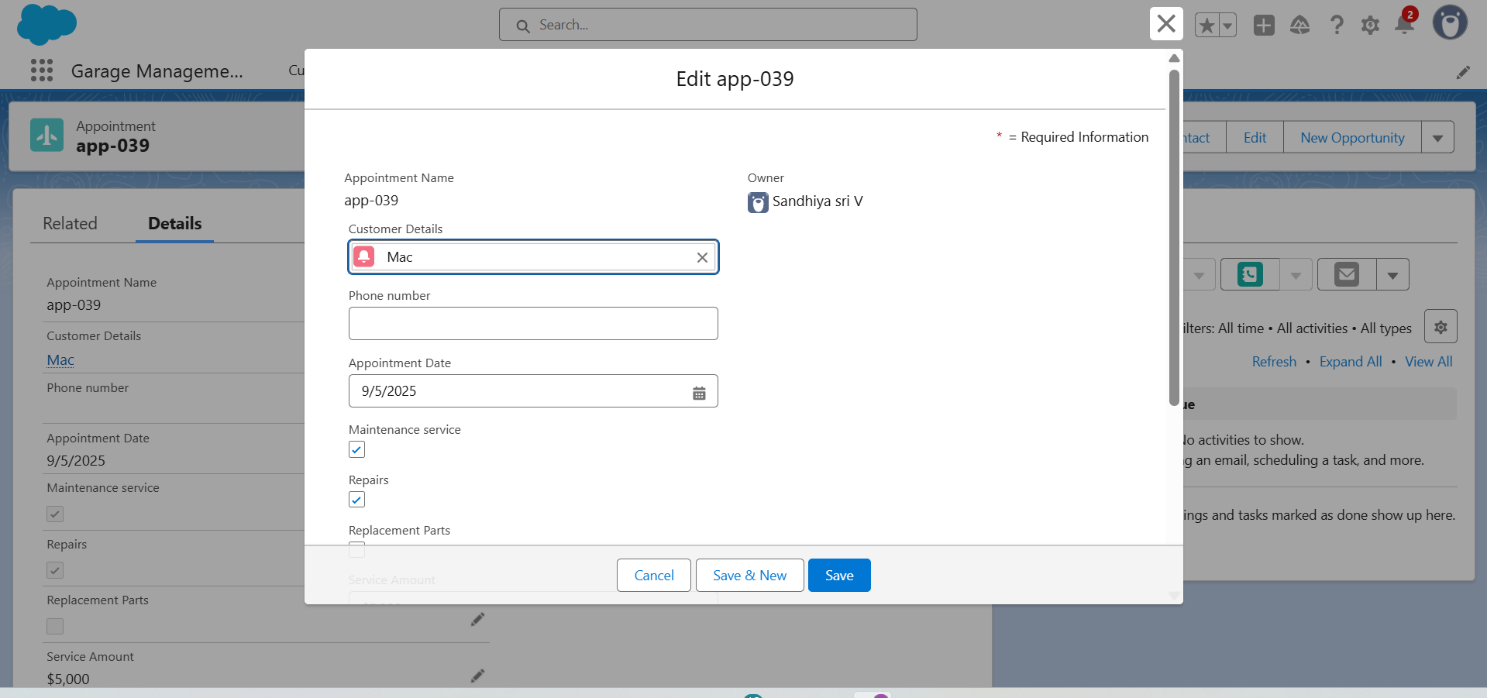 Search...
2
Garage Manageme...
Cu
Appointment
app-039
ntact
Edit
New Opportunity
Related
Details
Appointment Name
app-039
Customer Details
Mac
Phone number
Appointment Date
9/5/2025
Maintenance service
Repairs
Replacement Parts
Service Amount
$5,000
Edit app-039
* = Required Information
Appointment Name
app-039
Owner
Sandhiya sri V
Customer Details
Mac
Phone number
Appointment Date
9/5/2025
Maintenance service
Repairs
Replacement Parts
Service Amount
Cancel
Save & New
Save
ilters: All time • All activities • All types
Refresh • Expand All • View All
ue
No activities to show.
g an email, scheduling a task, and more.
ings and tasks marked as done show up here.